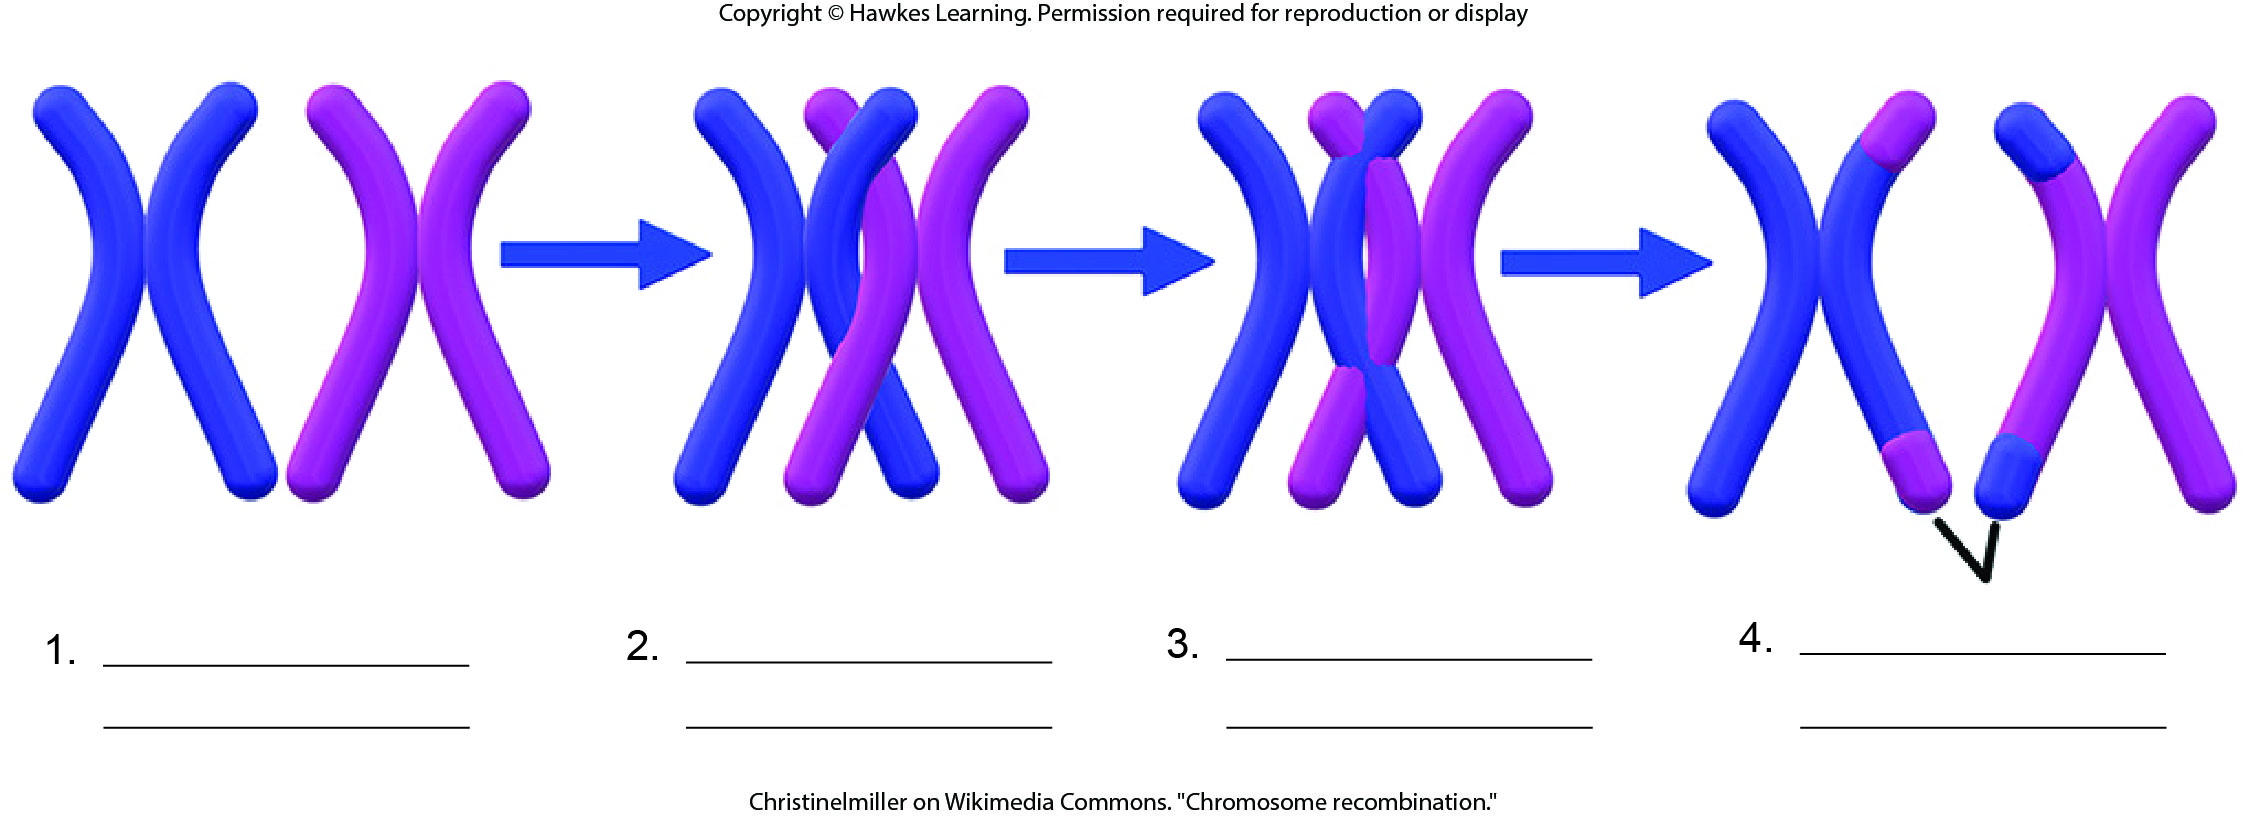 Copyright © Hawkes Learning. Permission required for reproduction or display
1.
2.
3.
4.
Christinelmiller on Wikimedia Commons. "Chromosome recombination."